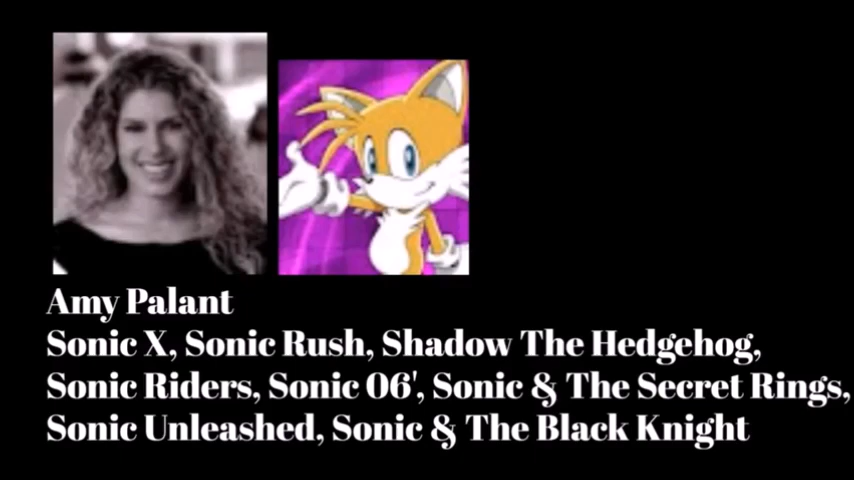 Amy Palant
Sonic X, Sonic Rush, Shadow The Hedgehog,
Sonic Riders, Sonic 06', Sonic & The Secret Rings,
Sonic Unleashed, Sonic & The Black Knight